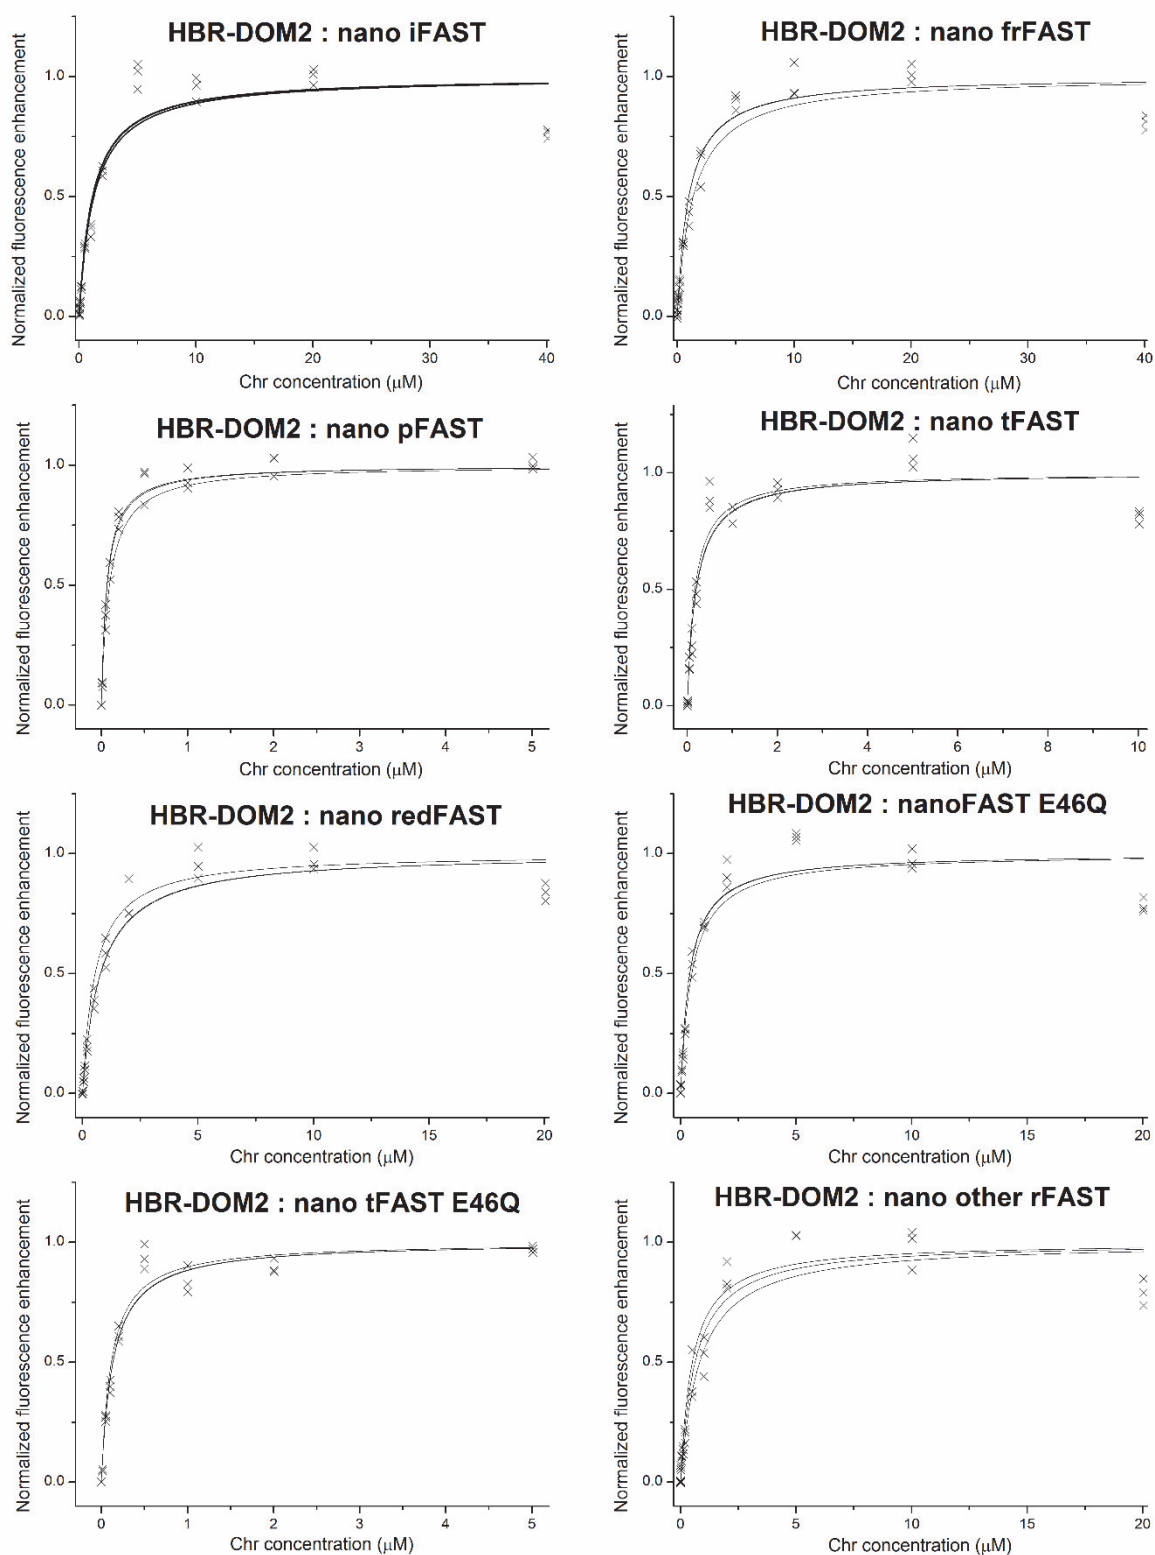 HBR-DOM2 : nano iFAST
Normalized fluorescence enhancement
1.0
0.5
0.0
0 10 20 30 40
Chr concentration (μM)
HBR-DOM2 : nano frFAST
Normalized fluorescence enhancement
1.0
0.5
0.0
0 10 20 30 40
Chr concentration (μM)
HBR-DOM2 : nano pFAST
Normalized fluorescence enhancement
1.0
0.5
0.0
0 1 2 3 4 5
Chr concentration (μM)
HBR-DOM2 : nano tFAST
Normalized fluorescence enhancement
1.0
0.5
0.0
0 2 4 6 8 10
Chr concentration (μM)
HBR-DOM2 : nano redFAST
Normalized fluorescence enhancement
1.0
0.5
0.0
0 5 10 15 20
Chr concentration (μM)
HBR-DOM2 : nanoFAST E46Q
Normalized fluorescence enhancement
1.0
0.5
0.0
0 5 10 15 20
Chr concentration (μM)
HBR-DOM2 : nano tFAST E46Q
Normalized fluorescence enhancement
1.0
0.5
0.0
0 1 2 3 4 5
Chr concentration (μM)
HBR-DOM2 : nano other rFAST
Normalized fluorescence enhancement
1.0
0.5
0.0
0 5 10 15 20
Chr concentration (μM)